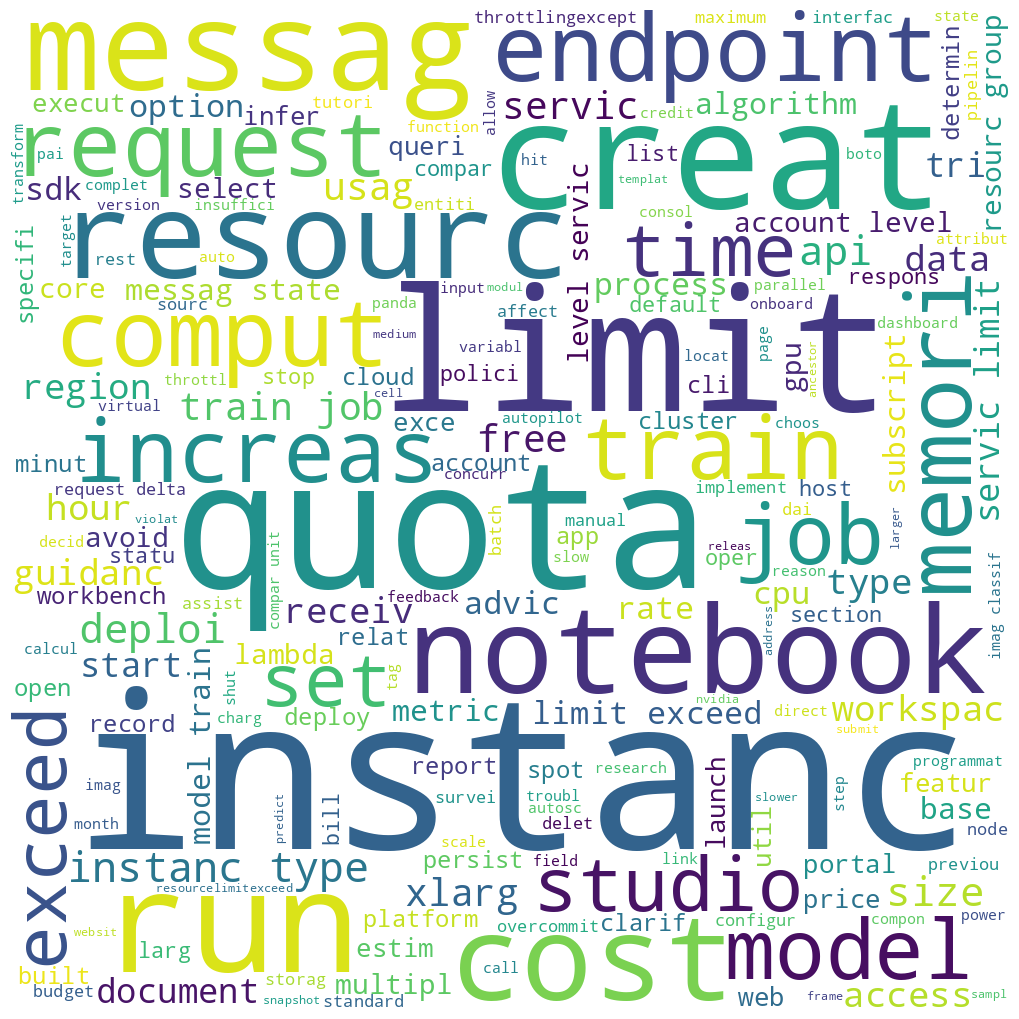 messag
endpoint
throttlingexcept
maximum
interfac
state
determin
pipelin
resourc group
execut
option
infer
tutori
function
allow
servic
credit
algorithm
request
creat
transform
pai
queri
compar
hit
list
boto
tri
sdk
complet
select
usag
entiti
templat
version
insuffici
consol
account level
attribut
resourc
level servic
time
api
data
specifi
target
rest
auto
core
messag state
sourc
panda
input
modul
affect
process
default
parallel
onboard
respons
dashboard
comput
limit
medium
variabl
locat
page
gpu
ancestor
subscript
memori
servic limit
region
throttl
stop
cloud
polici
cli
virtual
train job
cell
exce
autopilot
cluster
choos
increas
free
train
minut
account
concurr
request delta
implement
host
hour
quota
job
violat
batch
manual
app
dai
larger
decid
avoid
statu
slow
releas
oper
reason
type
guidanc
workbench
assist
compar unit
receiv
feedback
advic
rate
cpu
section
imag classif
deploi
relat
address
calcul
start
lambda
notebook
open
set
tag
shut
nvidia
exceed
record
model train
charg
deploy
metric
limit exceed
direct
workspac
submit
instanc
imag
report
spot
research
launch
programmat
featur
month
predict
bill
survei
troubl
autosc
slower
step
base
delet
util
node
scale
instanc type
persist
field
link
portal
previou
resourcelimitexceed
xlarg
studio
price
size
run
platform
overcommit
clarif
configur
compon
power
websit
larg
estim
cost
model
built
storag
multipl
call
budget
document
snapshot
standard
web
frame
access
sampl